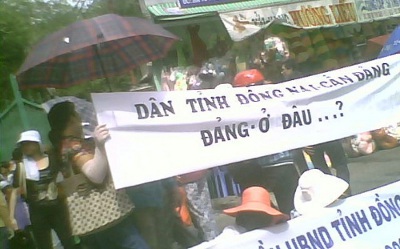 DÂN TỈNH ĐỒNG NAI CẦN ĐẢNG
ĐẢNG Ở ĐÂU ...?
UBND TỈNH ĐỒNG